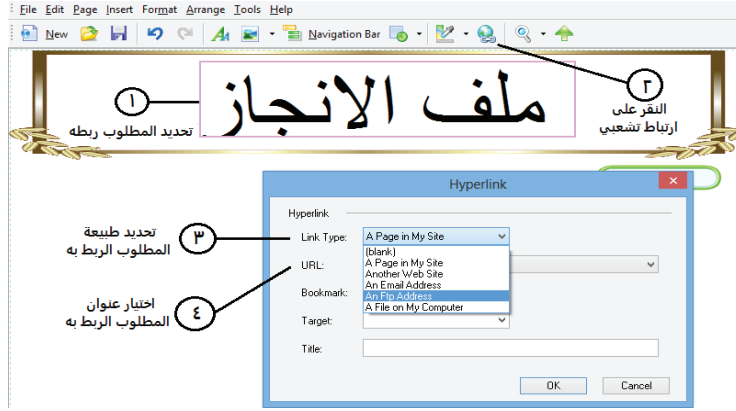 File Edit Page Insert Format Arrange Tools Help
New Navigation Bar
ملف الانجاز
١
تحديد المطلوب ربطه
٢
النقر على
ارتباط تشعبي
Hyperlink
Hyperlink
٣
تحديد طبيعة
المطلوب الربط به
Link Type: A Page in My Site
(blank)
A Page in My Site
Another Web Site
An Email Address
An Ftp Address
A File on My Computer
٤
اختيار عنوان
المطلوب الربط به
URL:
Bookmark:
Target:
Title:
OK Cancel